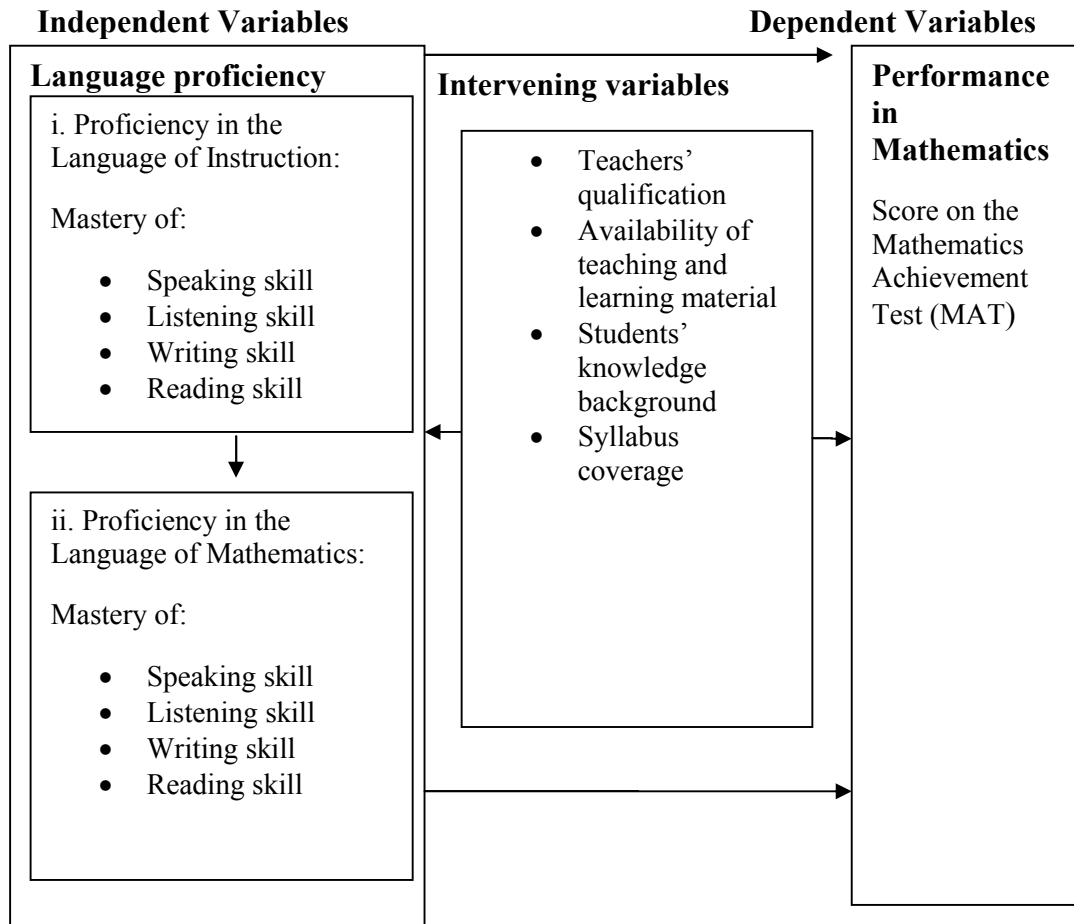 Independent Variables
Dependent Variables
Language proficiency
i. Proficiency in the
Language of Instruction:
Mastery of:
• Speaking skill
• Listening skill
• Writing skill
• Reading skill
ii. Proficiency in the
Language of Mathematics:
Mastery of:
• Speaking skill
• Listening skill
• Writing skill
• Reading skill
Intervening variables
• Teachers’
qualification
• Availability of
teaching and
learning material
• Students’
knowledge
background
• Syllabus
coverage
Performance
in
Mathematics
Score on the
Mathematics
Achievement
Test (MAT)